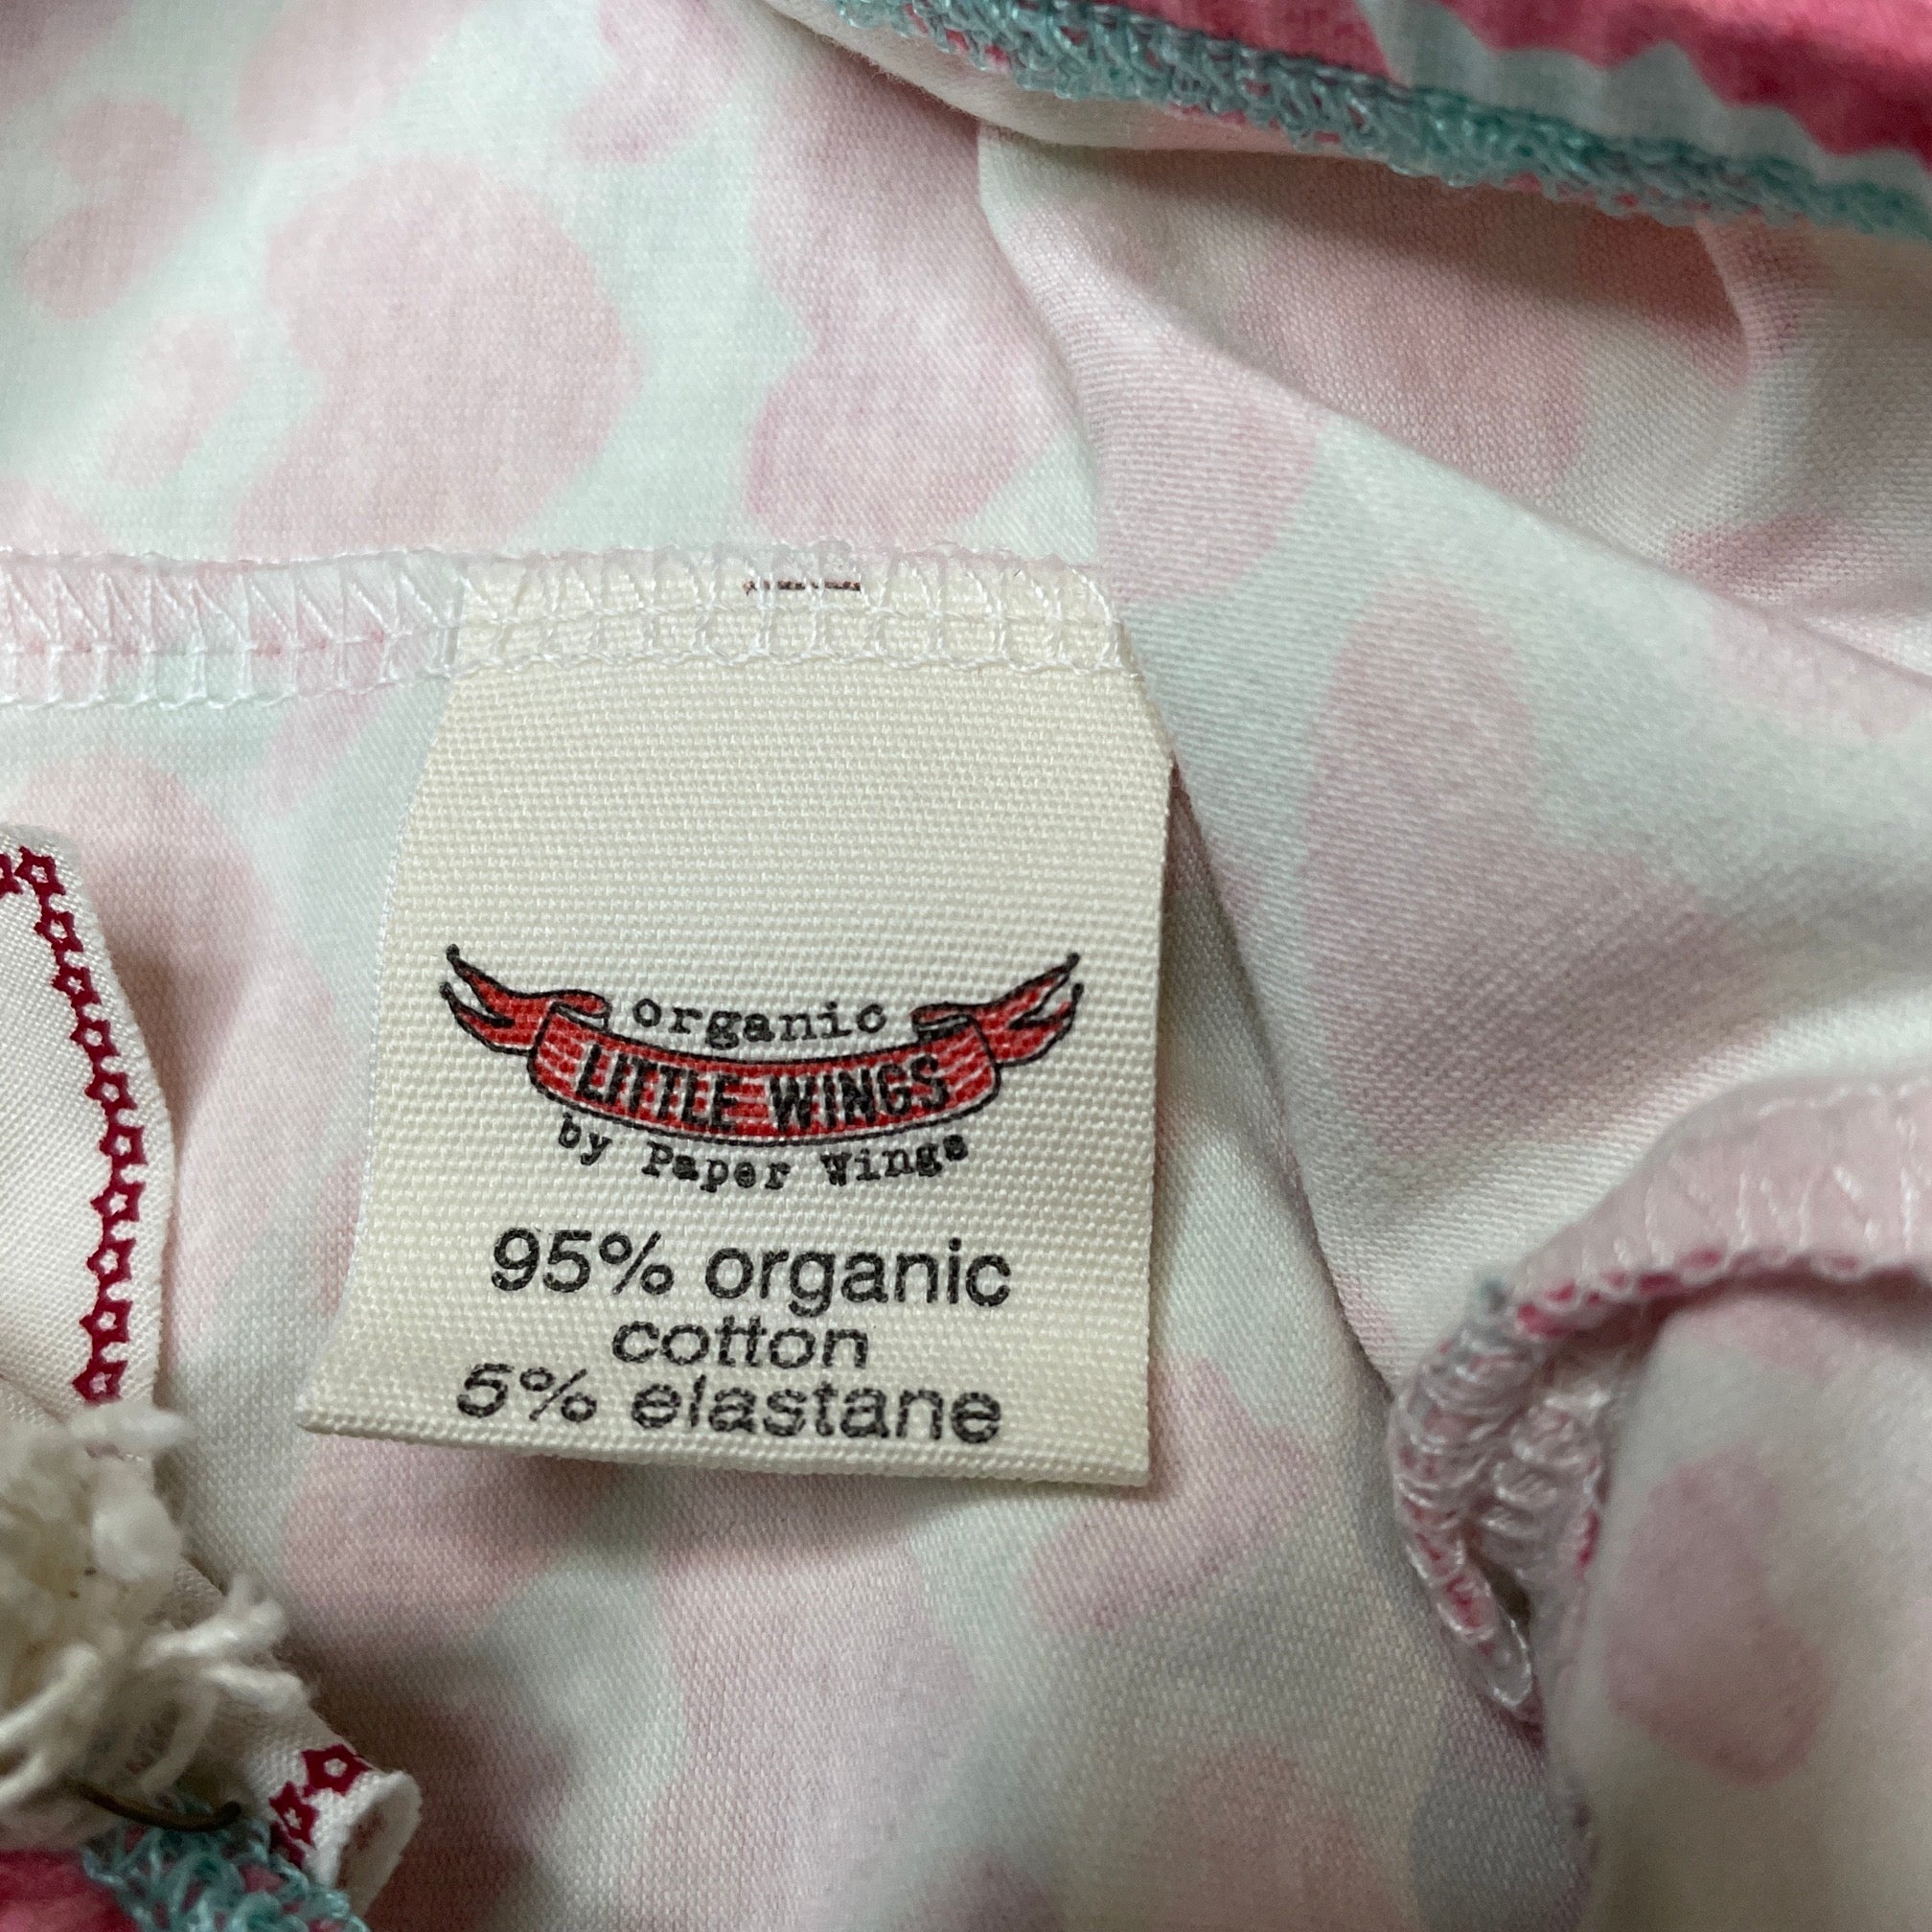 organic
LITTLE WINGS
by Paper Wings
95% organic
cotton
5% elastane